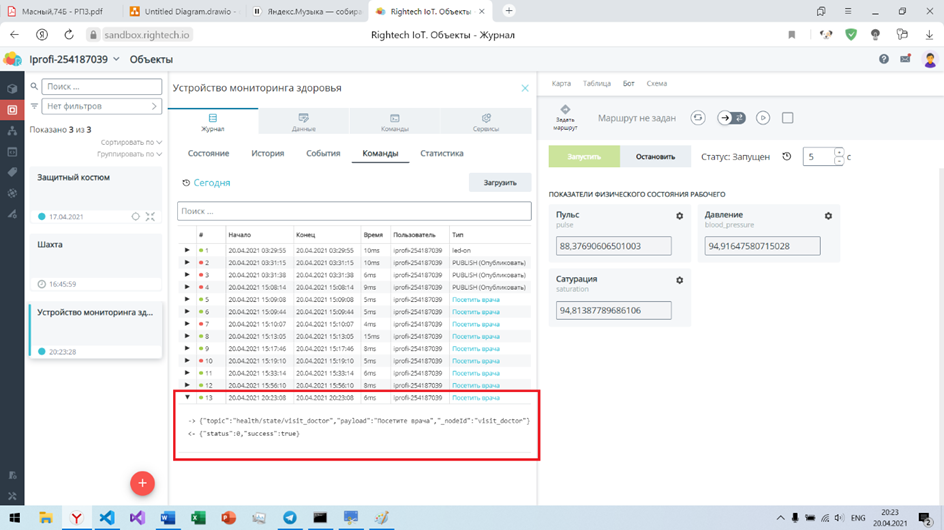 Масный,74Б - РПЗ.pdf
Untitled Diagram.drawio -
Яндекс.Музыка — собира
Rightech IoT. Объекты
sandbox.rightech.io
Rightech IoT. Объекты - Журнал
Iprofi-254187039
Объекты
Поиск ...
Нет фильтров
Показано 3 из 3
Сортировать по
Группировать по
Защитный костюм
17.04.2021
Шахта
16:45:59
Устройство мониторинга зд...
20:23:28
Устройство мониторинга здоровья
Журнал
Данные
Команды
Сервисы
Состояние
История
События
Команды
Статистика
Сегодня
Загрузить
Поиск ...
# Начало Конец Время Пользователь Тип
1 20.04.2021 03:29:55 20.04.2021 03:29:55 10ms iprofi-254187039 led-on
2 20.04.2021 03:31:15 20.04.2021 03:31:15 10ms iprofi-254187039 PUBLISH (Опубликовать)
3 20.04.2021 03:31:38 20.04.2021 03:31:38 6ms iprofi-254187039 PUBLISH (Опубликовать)
4 20.04.2021 15:08:14 20.04.2021 15:08:14 9ms iprofi-254187039 PUBLISH (Опубликовать)
5 20.04.2021 15:09:08 20.04.2021 15:09:08 5ms iprofi-254187039 Посетить врача
6 20.04.2021 15:09:44 20.04.2021 15:09:44 5ms iprofi-254187039 Посетить врача
7 20.04.2021 15:10:07 20.04.2021 15:10:07 4ms iprofi-254187039 Посетить врача
8 20.04.2021 15:13:05 20.04.2021 15:13:05 15ms iprofi-254187039 Посетить врача
9 20.04.2021 15:17:46 20.04.2021 15:17:46 8ms iprofi-254187039 Посетить врача
10 20.04.2021 15:19:10 20.04.2021 15:19:10 5ms iprofi-254187039 Посетить врача
11 20.04.2021 15:33:14 20.04.2021 15:33:14 6ms iprofi-254187039 Посетить врача
12 20.04.2021 15:56:10 20.04.2021 15:56:10 8ms iprofi-254187039 Посетить врача
13 20.04.2021 20:23:08 20.04.2021 20:23:08 6ms iprofi-254187039 Посетить врача
-> {"topic":"health/state/visit_doctor","payload":"Посетите врача","_nodeId":"visit_doctor"}
<- {"status":0,"success":true}
Карта
Таблица
Бот
Схема
Задать
маршрут
Маршрут не задан
Запустить
Остановить
Статус: Запущен
5
с
ПОКАЗАТЕЛИ ФИЗИЧЕСКОГО СОСТОЯНИЯ РАБОЧЕГО
Пульс
pulse
88,37690606501003
Давление
blood_pressure
94,91647580715028
Сатурация
saturation
94,81387789686106
ENG
20:23
20.04.2021
2